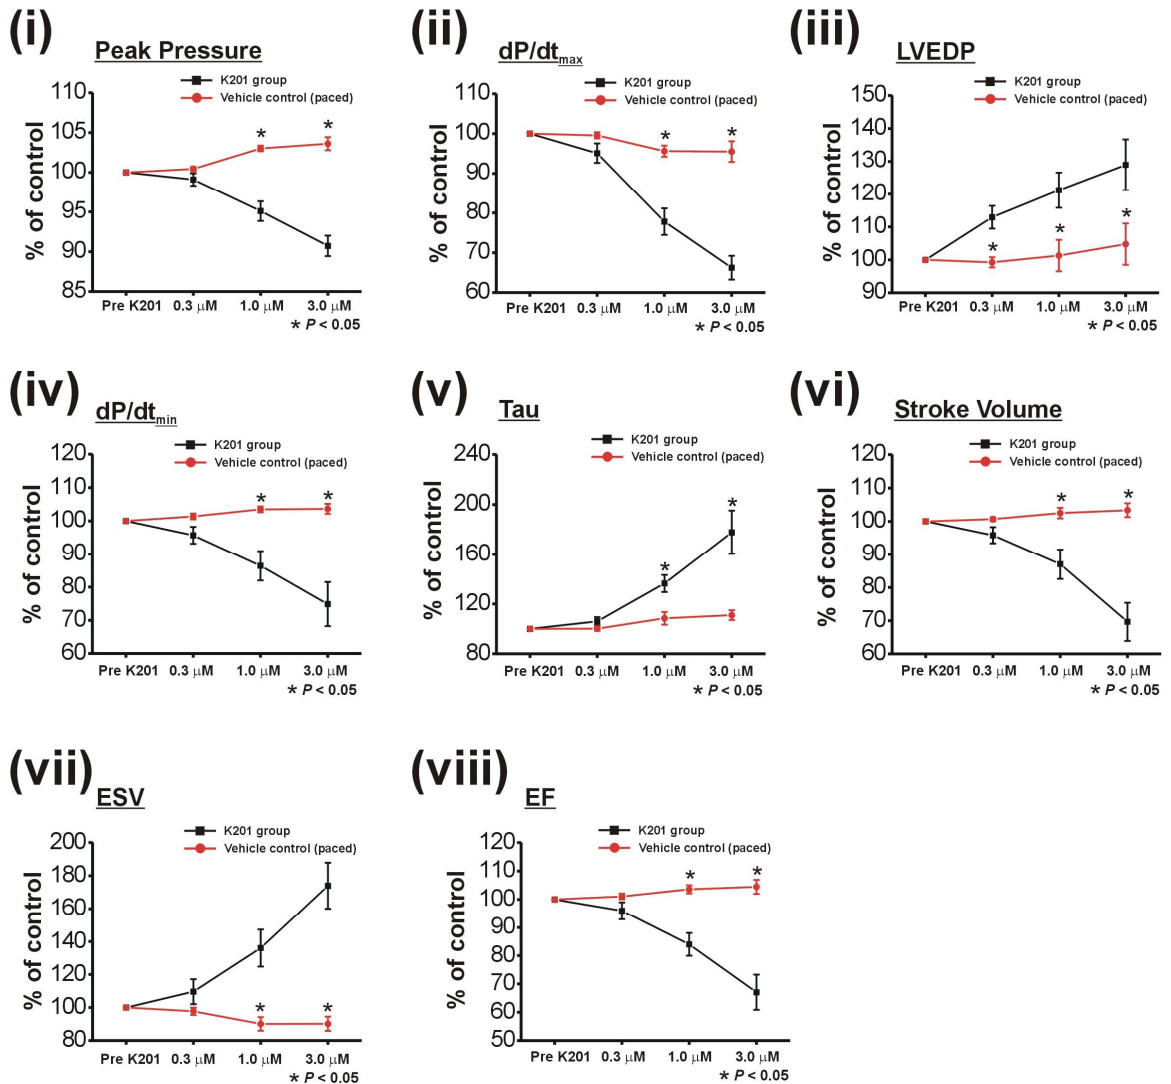 (i)
Peak Pressure
K201 group
Vehicle control (paced)
110
105
100
95
90
85
% of control
*
*
Pre K201 0.3 μM 1.0 μM 3.0 μM
* P < 0.05
(ii)
dP/dtmax
K201 group
Vehicle control (paced)
110
100
90
80
70
60
% of control
*
*
Pre K201 0.3 μM 1.0 μM 3.0 μM
* P < 0.05
(iii)
LVEDP
K201 group
Vehicle control (paced)
150
140
130
120
110
100
90
% of control
*
*
*
Pre K201 0.3 μM 1.0 μM 3.0 μM
* P < 0.05
(iv)
dP/dtmin
K201 group
Vehicle control (paced)
120
110
100
90
80
70
60
% of control
*
*
Pre K201 0.3 μM 1.0 μM 3.0 μM
* P < 0.05
(v)
Tau
K201 group
Vehicle control (paced)
240
200
160
120
80
% of control
*
*
Pre K201 0.3 μM 1.0 μM 3.0 μM
* P < 0.05
(vi)
Stroke Volume
K201 group
Vehicle control (paced)
120
110
100
90
80
70
60
% of control
*
*
Pre K201 0.3 μM 1.0 μM 3.0 μM
* P < 0.05
(vii)
ESV
K201 group
Vehicle control (paced)
200
180
160
140
120
100
80
% of control
*
*
Pre K201 0.3 μM 1.0 μM 3.0 μM
* P < 0.05
(viii)
EF
K201 group
Vehicle control (paced)
120
110
100
90
80
70
60
50
% of control
*
*
Pre K201 0.3 μM 1.0 μM 3.0 μM
* P < 0.05